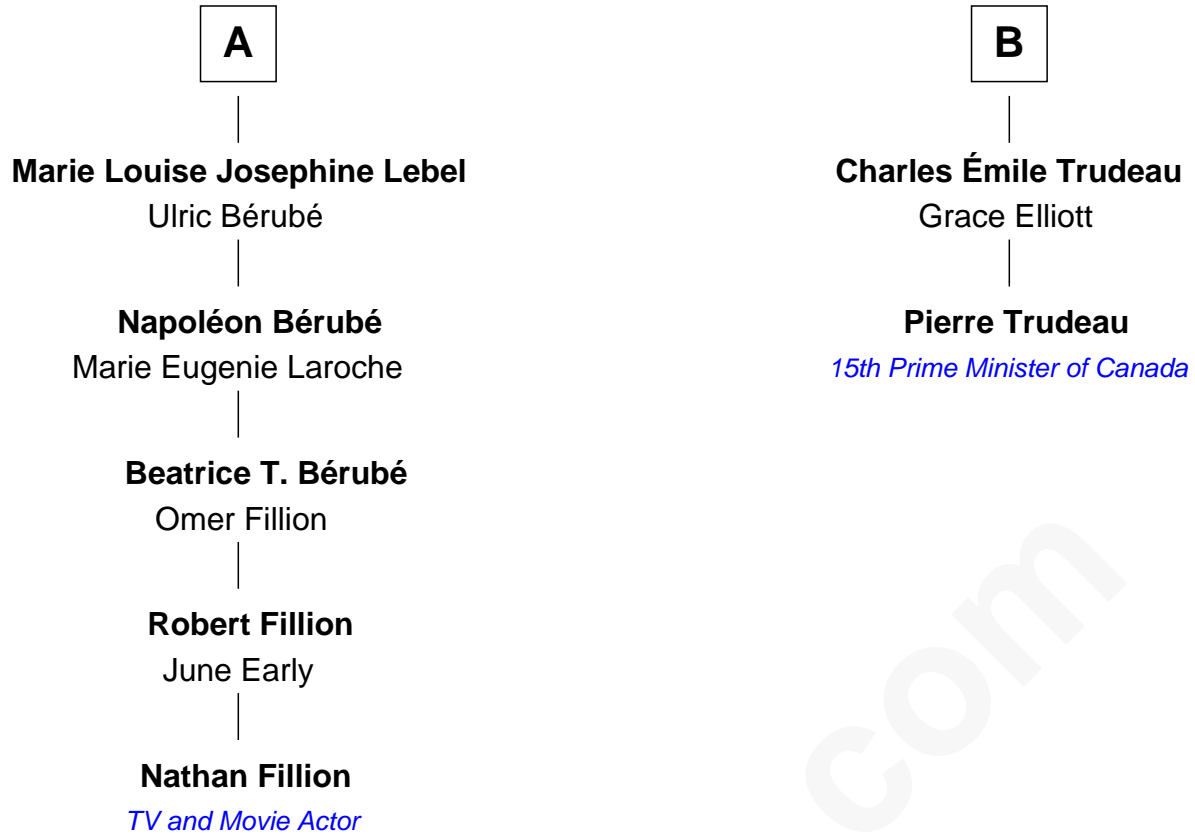 A
Marie Louise Josephine Lebel
Ulric Bérubé
Napoléon Bérubé
Marie Eugenie Laroche
Beatrice T. Bérubé
Omer Fillion
Robert Fillion
June Early
Nathan Fillion
TV and Movie Actor
B
Charles Émile Trudeau
Grace Elliott
Pierre Trudeau
15th Prime Minister of Canada
com